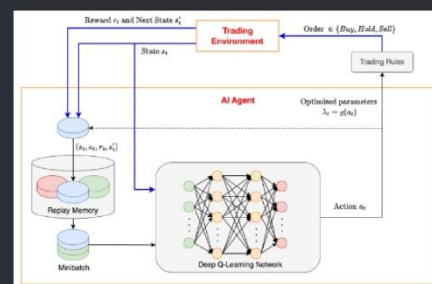 Reward r_t and Next State s'_t
Trading
Environment
Order ∈ {Buy, Hold, Sell}
State s_t
Trading Rules
AI Agent
Optimised parameters
λ_t = g(a_t)
(s_t, a_t, r_t, s'_t)
Replay Memory
Action a_t
Minibatch
Deep Q-Learning Network